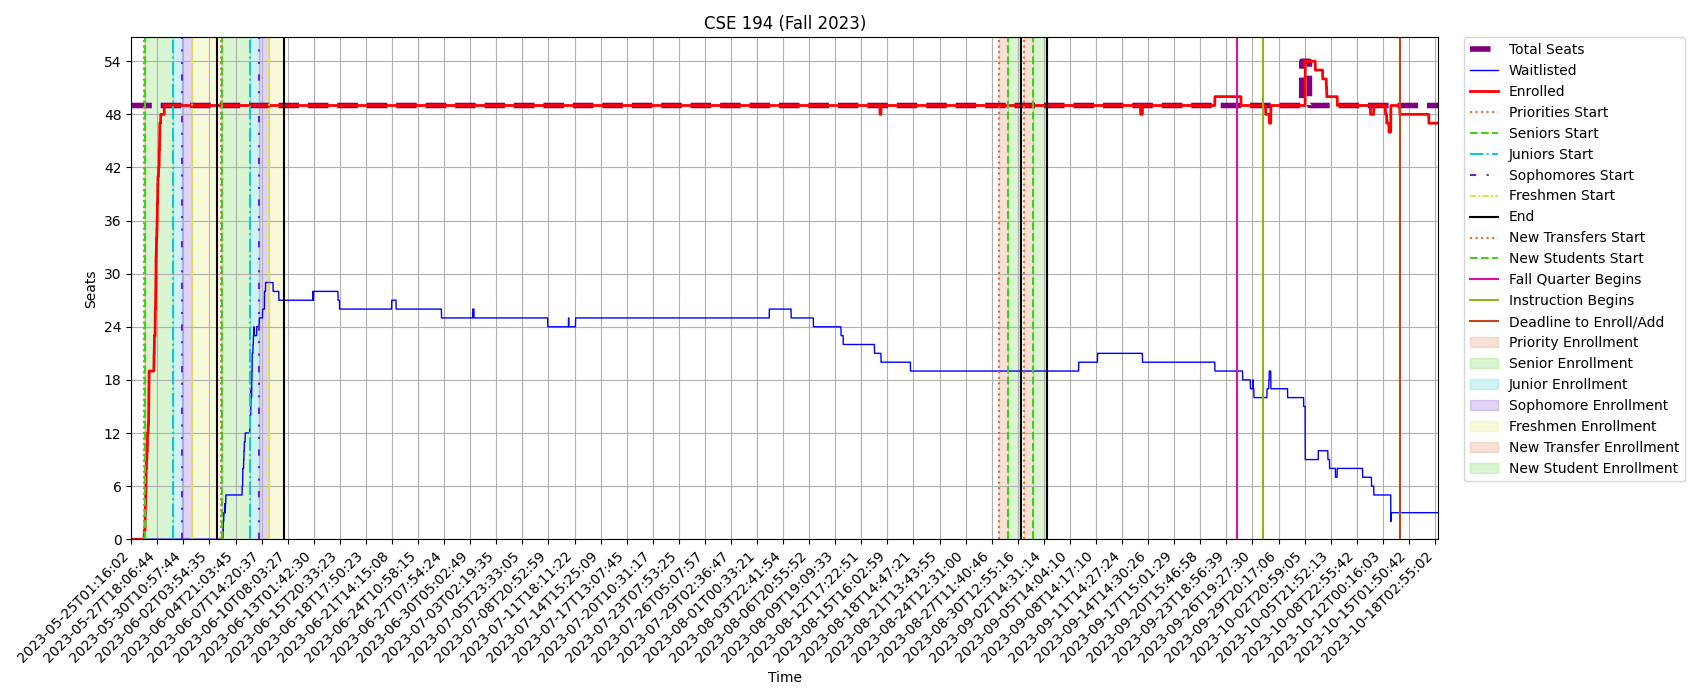 CSE 194 (Fall 2023)
Seats
54
48
42
36
30
24
18
12
6
0
2023-05-25T01:16:02
2023-05-27T18:06:44
2023-05-30T10:57:44
2023-06-02T03:54:35
2023-06-04T21:03:45
2023-06-07T14:20:37
2023-06-10T08:03:27
2023-06-13T01:42:30
2023-06-15T20:33:23
2023-06-18T17:50:23
2023-06-21T14:15:08
2023-06-24T10:58:15
2023-06-27T07:54:24
2023-06-30T05:02:49
2023-07-03T02:19:35
2023-07-05T23:33:05
2023-07-08T20:52:59
2023-07-11T18:11:22
2023-07-14T15:25:09
2023-07-17T13:07:45
2023-07-20T10:31:17
2023-07-23T07:53:25
2023-07-26T05:07:57
2023-07-29T02:36:47
2023-08-01T00:33:21
2023-08-03T22:41:54
2023-08-06T20:55:52
2023-08-09T19:09:33
2023-08-12T17:22:51
2023-08-15T16:02:59
2023-08-18T14:47:21
2023-08-21T13:43:55
2023-08-24T12:31:00
2023-08-27T11:40:46
2023-08-30T12:55:16
2023-09-02T14:31:14
2023-09-05T14:04:10
2023-09-08T14:17:10
2023-09-11T14:27:24
2023-09-14T14:30:26
2023-09-17T15:01:29
2023-09-20T15:46:58
2023-09-23T18:56:39
2023-09-26T19:27:30
2023-09-29T20:17:06
2023-10-02T20:59:05
2023-10-05T21:52:13
2023-10-08T22:55:42
2023-10-12T00:16:03
2023-10-15T01:50:42
2023-10-18T02:55:02
Time
Total Seats
Waitlisted
Enrolled
Priorities Start
Seniors Start
Juniors Start
Sophomores Start
Freshmen Start
End
New Transfers Start
New Students Start
Fall Quarter Begins
Instruction Begins
Deadline to Enroll/Add
Priority Enrollment
Senior Enrollment
Junior Enrollment
Sophomore Enrollment
Freshmen Enrollment
New Transfer Enrollment
New Student Enrollment